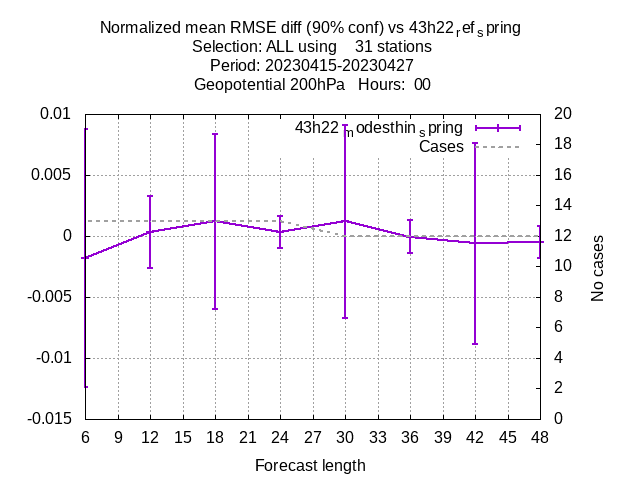 Normalized mean RMSE diff (90% conf) vs 43h22ref spring
Selection: ALL using 31 stations
Period: 20230415-20230427
Geopotential 200hPa Hours: 00
43h22modesthinspring
Cases
0.01
0.005
0
-0.005
-0.01
-0.015
20
18
16
14
12
10
8
6
4
2
0
No cases
6 9 12 15 18 21 24 27 30 33 36 39 42 45 48
Forecast length